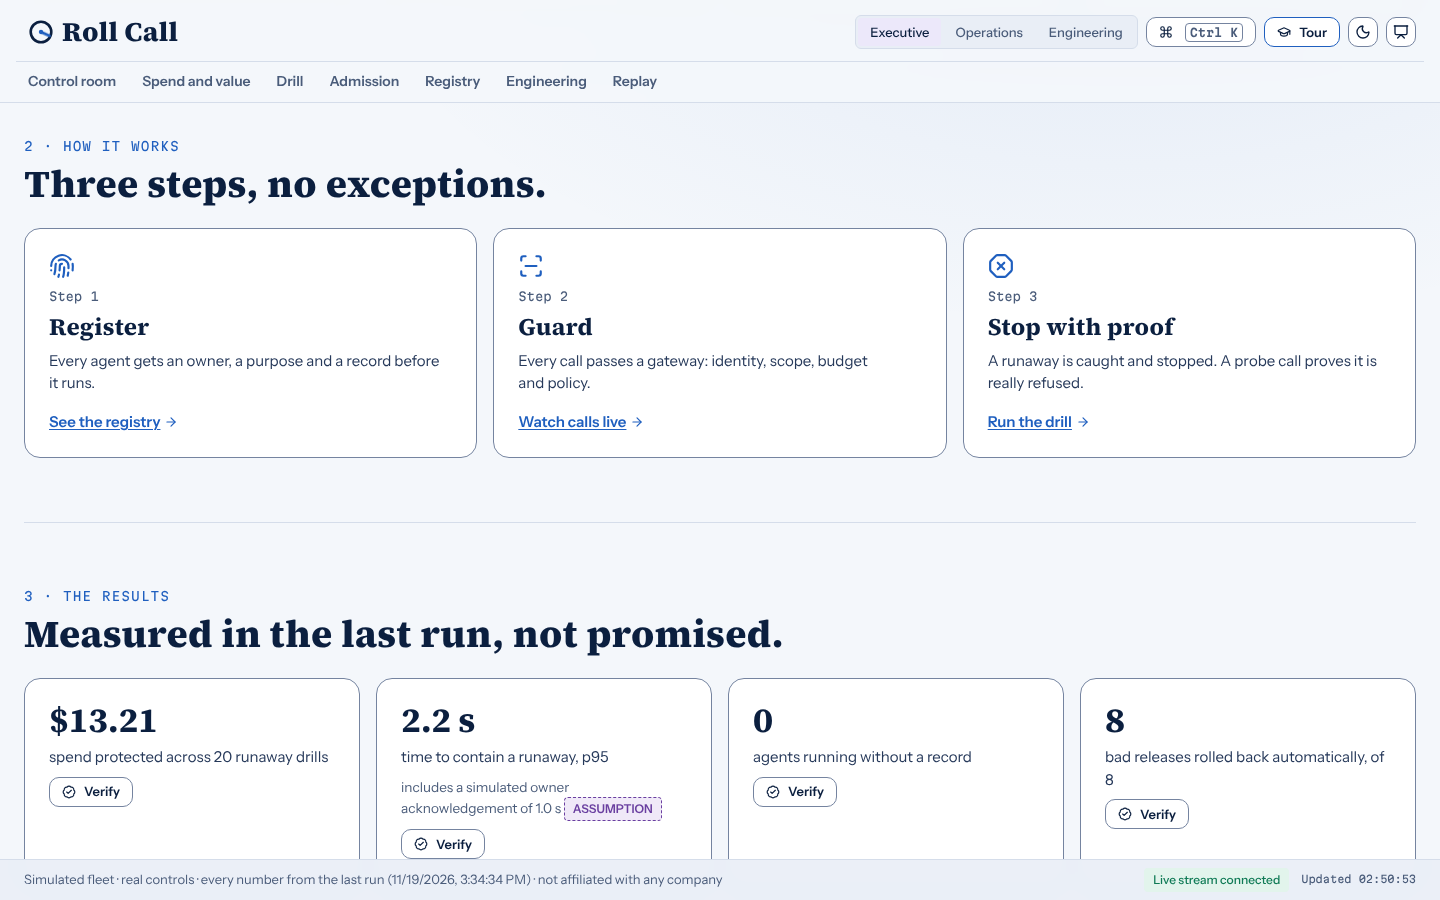 Roll Call
Executive
Operations
Engineering
Ctrl K
Tour
Control room
Spend and value
Drill
Admission
Registry
Engineering
Replay
2 · HOW IT WORKS
Three steps, no exceptions.
Step 1
Register
Every agent gets an owner, a purpose and a record before
it runs.
See the registry →
Step 2
Guard
Every call passes a gateway: identity, scope, budget
and policy.
Watch calls live →
Step 3
Stop with proof
A runaway is caught and stopped. A probe call proves it is
really refused.
Run the drill →
3 · THE RESULTS
Measured in the last run, not promised.
$13.21
spend protected across 20 runaway drills
Verify
2.2 s
time to contain a runaway, p95
includes a simulated owner
acknowledgement of 1.0 s ASSUMPTION
Verify
0
agents running without a record
Verify
8
bad releases rolled back automatically, of
8
Verify
Simulated fleet · real controls · every number from the last run (11/19/2026, 3:34:34 PM) · not affiliated with any company
Live stream connected
Updated 02:50:53